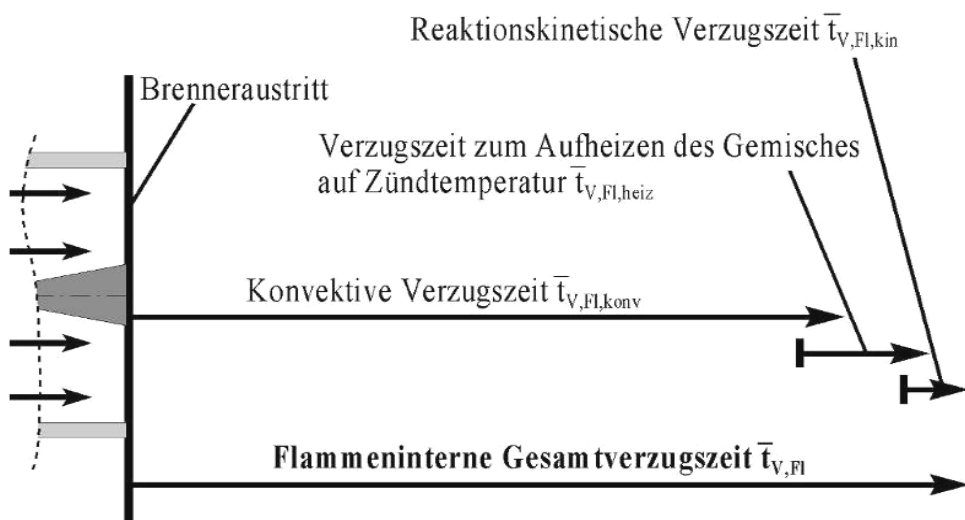 Reaktionskinetische Verzugszeit t̅V,Fl,kin
Brenneraustritt
Verzugszeit zum Aufheizen des Gemisches
auf Zündtemperatur t̅V,Fl,heiz
Konvektive Verzugszeit t̅V,Fl,konv
Flammeninterne Gesamtverzugszeit t̅V,Fl